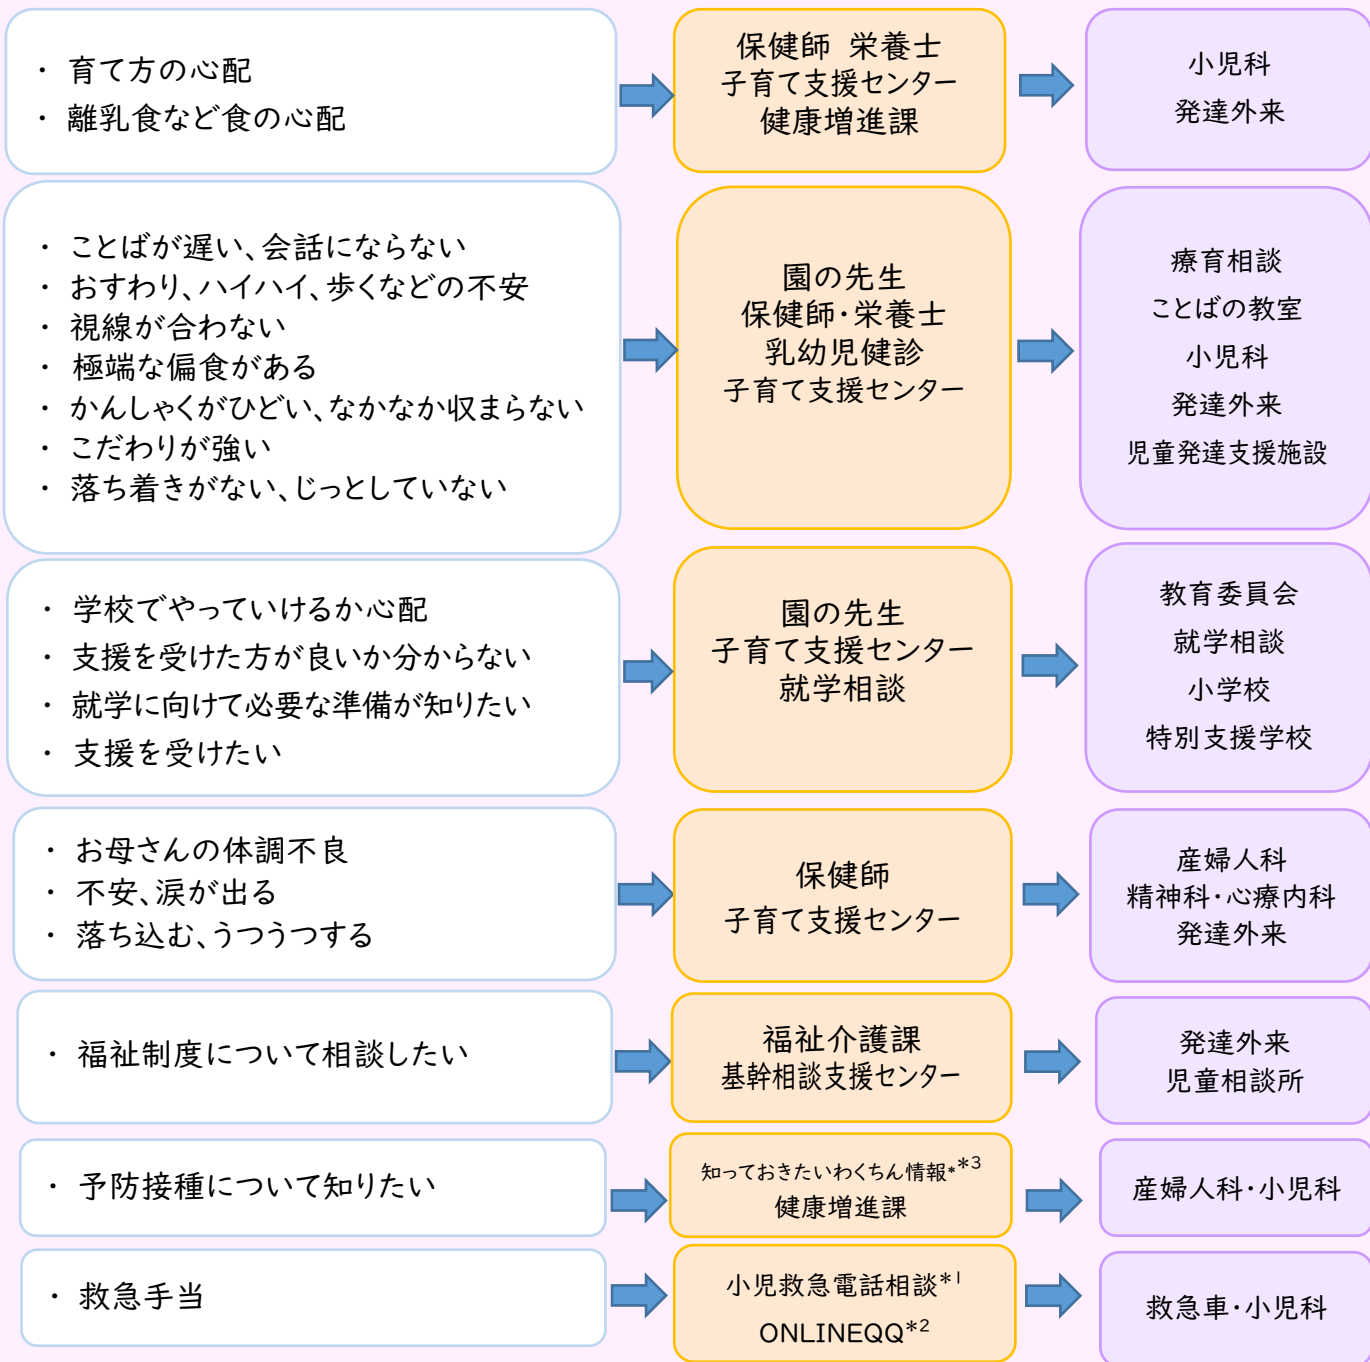 ・ 育て方の心配
・ 離乳食など食の心配
保健師 栄養士
子育て支援センター
健康増進課
小児科
発達外来
・ ことばが遅い、会話にならない
・ おすわり、ハイハイ、歩くなどの不安
・ 視線が合わない
・ 極端な偏食がある
・ かんしゃくがひどい、なかなか収まらない
・ こだわりが強い
・ 落ち着きがない、じっとしていない
園の先生
保健師・栄養士
乳幼児健診
子育て支援センター
療育相談
ことばの教室
小児科
発達外来
児童発達支援施設
・ 学校でやっていけるか心配
・ 支援を受けた方が良いか分からない
・ 就学に向けて必要な準備が知りたい
・ 支援を受けたい
園の先生
子育て支援センター
就学相談
教育委員会
就学相談
小学校
特別支援学校
・ お母さんの体調不良
・ 不安、涙が出る
・ 落ち込む、うつうつする
保健師
子育て支援センター
産婦人科
精神科・心療内科
発達外来
・ 福祉制度について相談したい
福祉介護課
基幹相談支援センター
発達外来
児童相談所
・ 予防接種について知りたい
知っておきたいわくちん情報**3
健康増進課
産婦人科・小児科
・ 救急手当
小児救急電話相談*1
ONLINEQQ*2
救急車・小児科